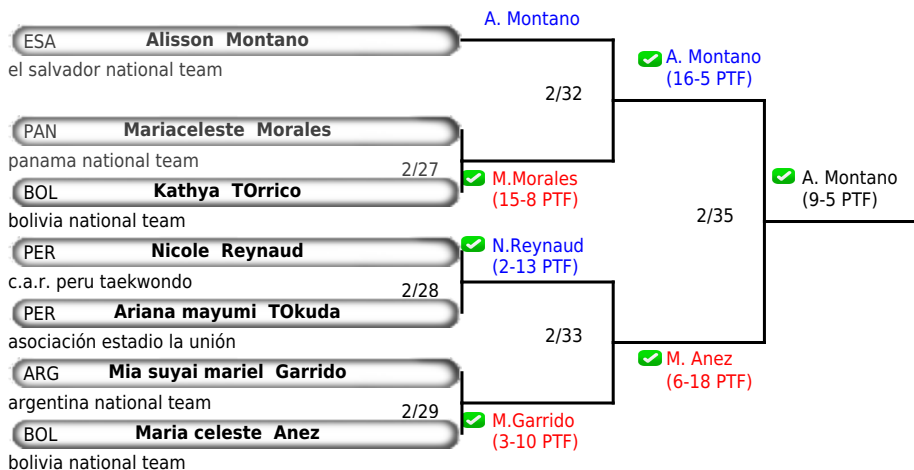 A. Montano
ESA Alisson Montano
el salvador national team
A. Montano
(16-5 PTF)
2/32
PAN Mariaceleste Morales
panama national team
2/27
M.Morales
(15-8 PTF)
BOL Kathya TOrrico
bolivia national team
A. Montano
(9-5 PTF)
2/35
PER Nicole Reynaud
c.a.r. peru taekwondo
N.Reynaud
(2-13 PTF)
2/28
PER Ariana mayumi TOkuda
asociación estadio la unión
2/33
M. Anez
(6-18 PTF)
ARG Mia suyai mariel Garrido
argentina national team
2/29
M.Garrido
(3-10 PTF)
BOL Maria celeste Anez
bolivia national team